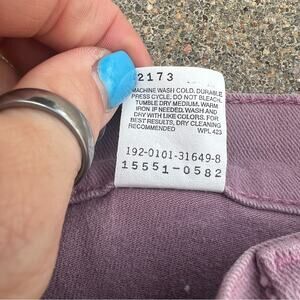 2173
MACHINE WASH COLD, DURABLE
PRESS CYCLE. DO NOT BLEACH.
TUMBLE DRY MEDIUM. WARM
IRON IF NEEDED. WASH AND
DRY WITH LIKE COLORS. FOR
BEST RESULTS, DRY CLEANING
RECOMMENDED WPL 423
192-0101-31649-8
15551-0582